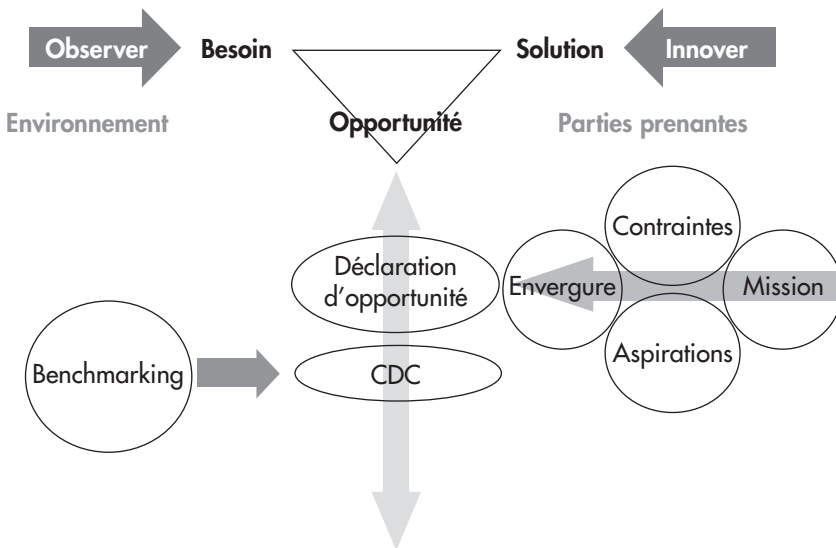 Observer
Besoin
Solution
Innover
Environnement
Opportunité
Parties prenantes
Contraintes
Déclaration
d'opportunité
Envergure
Mission
Benchmarking
CDC
Aspirations